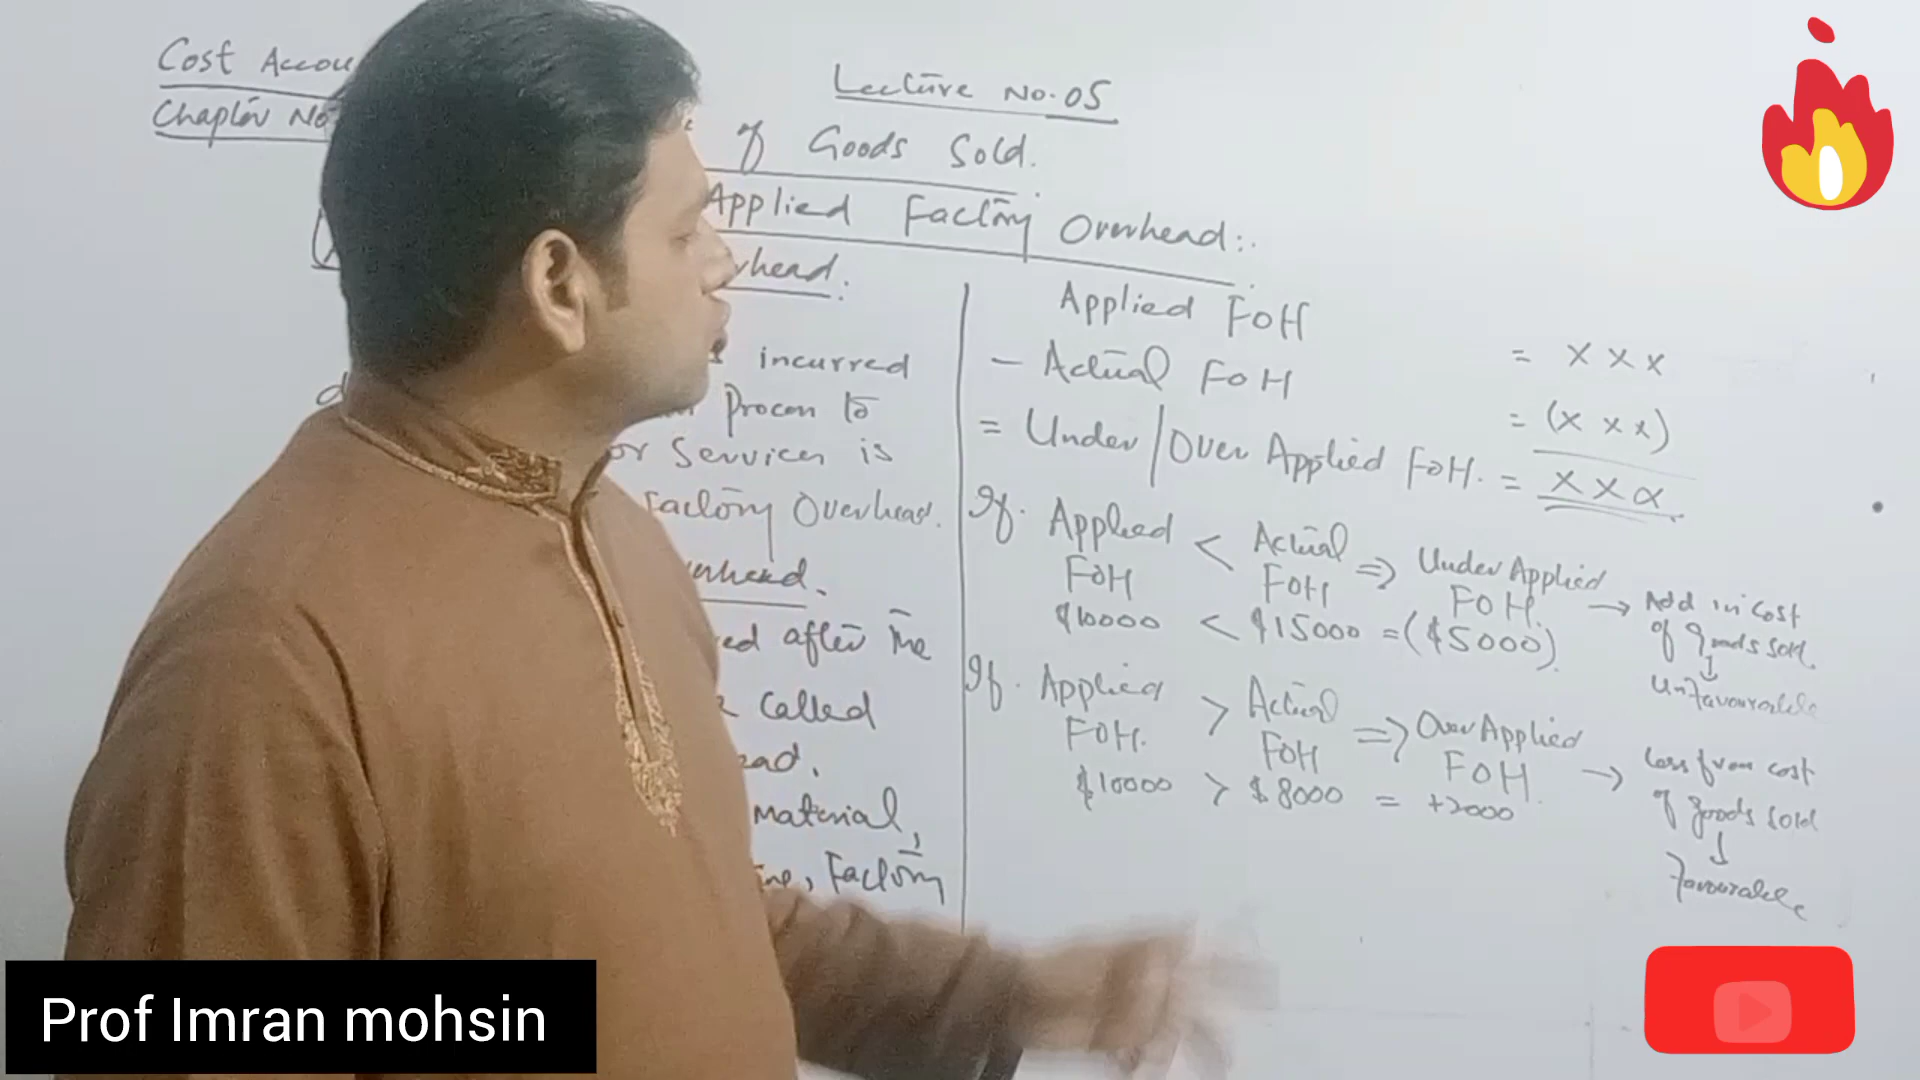 Cost Accou
Chapter No
Lecture No. 05
of Goods Sold.
Applied Factory Overhead:.
rhead:
incurred
Process to
or Services is
Factory Overhead.
erhead.
ed after the
called
ead.
material,
ine, Factory
Applied FOH = x x x
- Actual FOH = (x x x)
= Under/Over Applied FOH. = x x x
If. Applied FOH < Actual FOH => Under Applied FOH. → Add in cost of goods sold. ↓ Unfavourable
$10000 < $15000 = ($5000)
If. Applied FOH. > Actual FOH => Over Applied FOH. → Less from cost of goods sold ↓ Favourable
$10000 > $8000 = +2000
Prof Imran mohsin